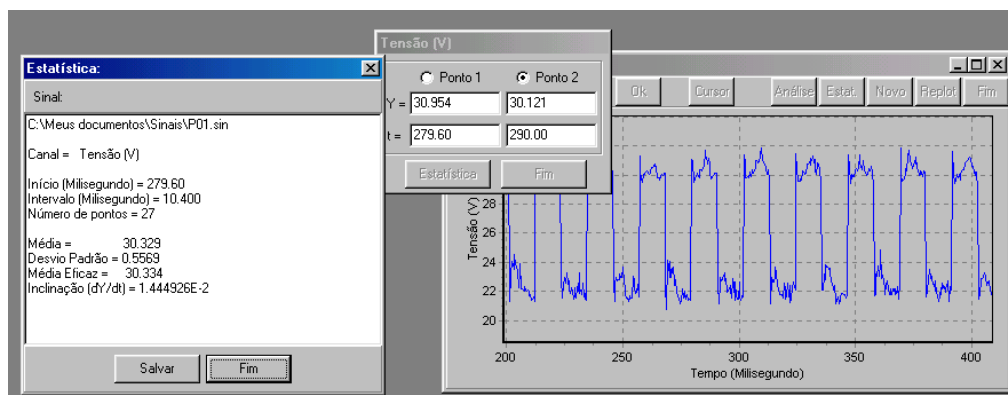 Estatística:
Sinal:
C:\Meus documentos\Sinais\P01.sin
Canal = Tensão (V)
Início (Milisegundo) = 279.60
Intervalo (Milisegundo) = 10.400
Número de pontos = 27
Média = 30.329
Desvio Padrão = 0.5569
Média Eficaz = 30.334
Inclinação (dY/dt) = 1.444926E-2
Salvar
Fim
Tensão (V)
Ponto 1
Ponto 2
Y = 30.954 30.121
t = 279.60 290.00
Estatística
Fim
Ok
Cursor
Análise
Estat.
Novo
Replot
Fim
Tensão (V)
28
24
22
20
200 250 300 350 400
Tempo (Milisegundo)